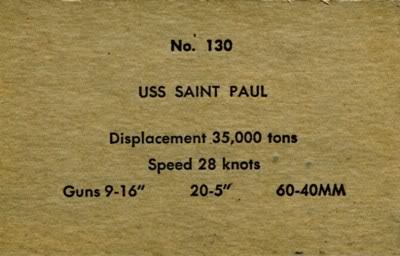 No. 130
USS SAINT PAUL
Displacement 35,000 tons
Speed 28 knots
Guns 9-16" 20-5" 60-40MM